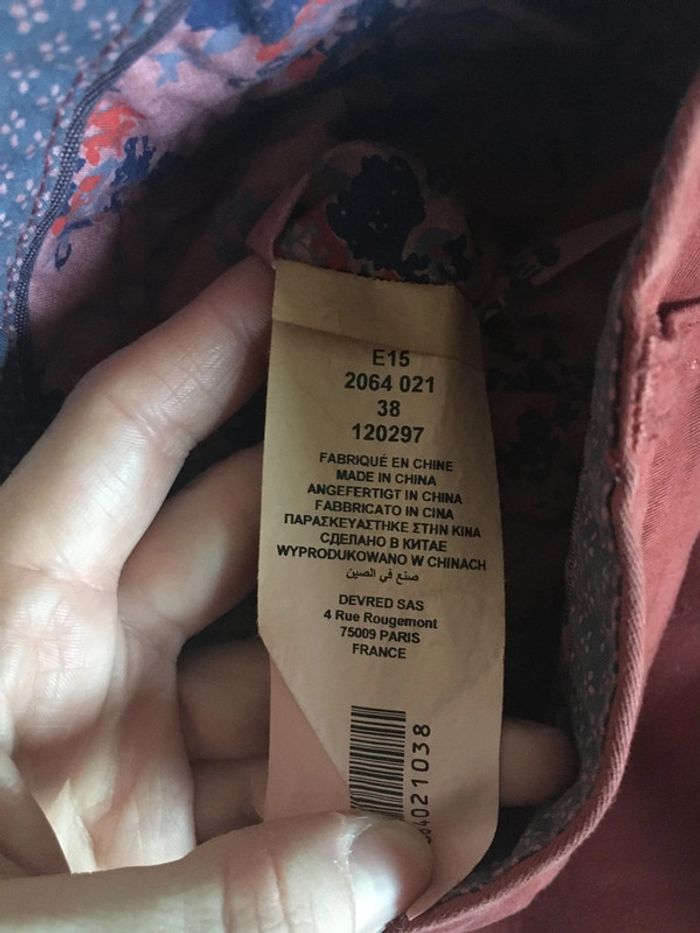 E15
2064 021
38
120297
FABRIQUÉ EN CHINE
MADE IN CHINA
ANGEFERTIGT IN CHINA
FABBRICATO IN CINA
ΠΑΡΑΣΚΕΥΑΣΤΗΚΕ ΣΤΗΝ ΚΙΝΑ
СДЕЛАНО В КИТАЕ
WYPRODUKOWANO W CHINACH
صنع في الصين
DEVRED SAS
4 Rue Rougemont
75009 PARIS
FRANCE
64021038